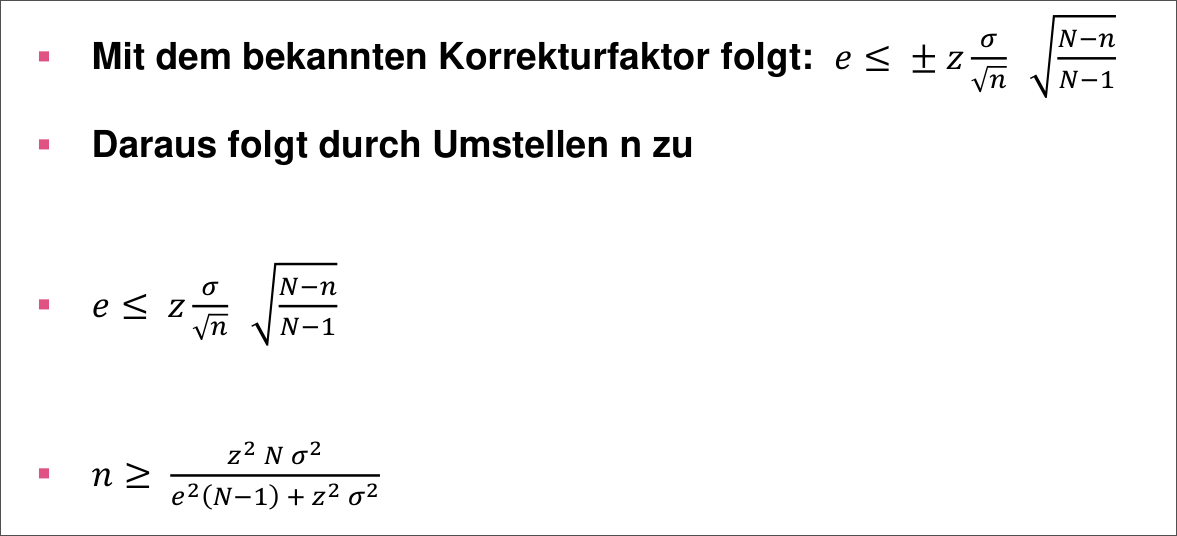 ▪ Mit dem bekannten Korrekturfaktor folgt: $e \leq \pm z \frac{\sigma}{\sqrt{n}} \sqrt{\frac{N-n}{N-1}}$
▪ Daraus folgt durch Umstellen n zu
▪ $e \leq z \frac{\sigma}{\sqrt{n}} \sqrt{\frac{N-n}{N-1}}$
▪ $n \geq \frac{z^2 N \sigma^2}{e^2(N-1) + z^2 \sigma^2}$